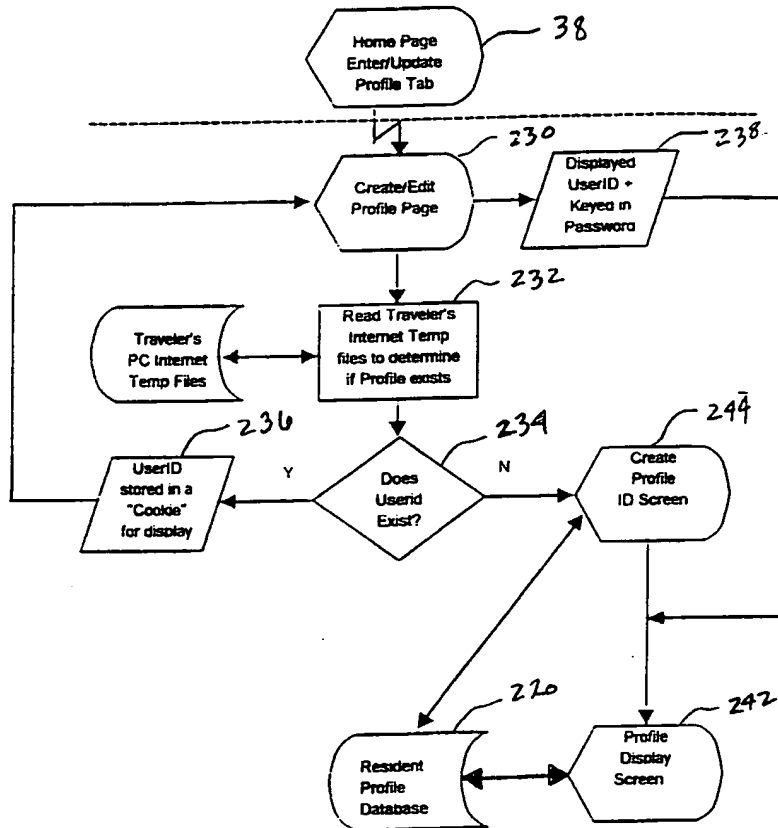 Home Page
Enter/Update
Profile Tab
38
230
Create/Edit
Profile Page
238
Displayed
UserID +
Keyed in
Password
232
Read Traveler's
Internet Temp
files to determine
if Profile exists
Traveler's
PC Internet
Temp Files
236
UserID
stored in a
"Cookie"
for display
Y
234
Does
Userid
Exist?
N
244
Create
Profile
ID Screen
220
Resident
Profile
Database
242
Profile
Display
Screen